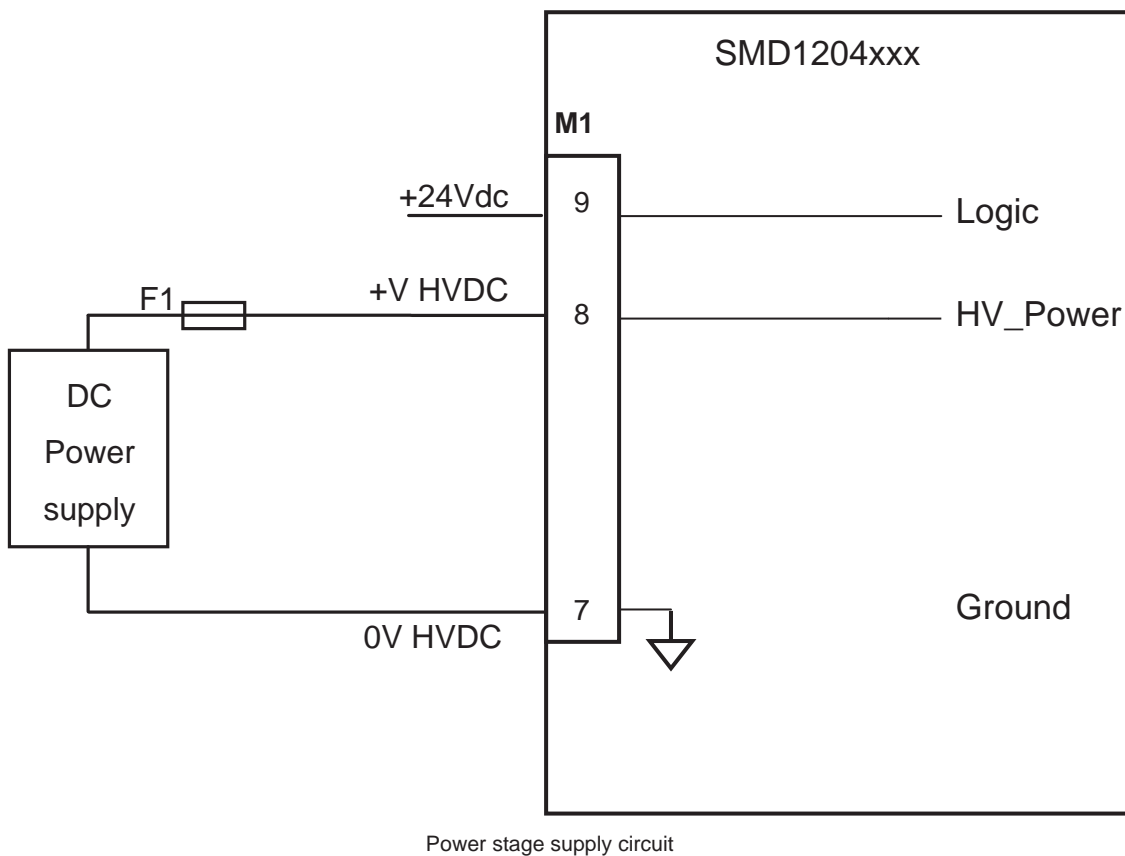 SMD1204xxx
M1
+24Vdc
9
Logic
F1
+V HVDC
8
HV_Power
DC
Power
supply
7
Ground
0V HVDC
Power stage supply circuit